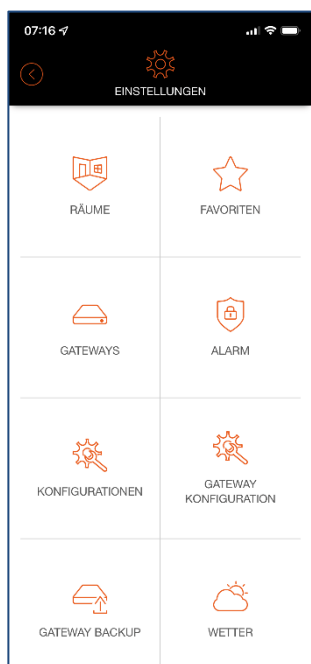 07:16
EINSTELLUNGEN
RÄUME
FAVORITEN
GATEWAYS
ALARM
KONFIGURATIONEN
GATEWAY
KONFIGURATION
GATEWAY BACKUP
WETTER